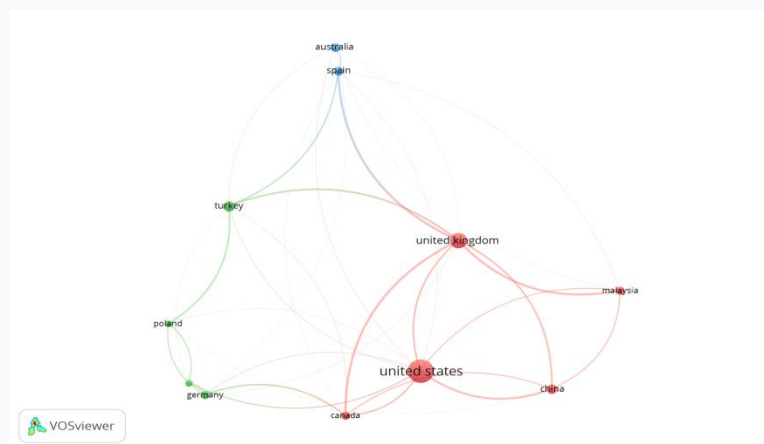 australia
spain
turkey
united kingdom
malaysia
poland
united states
germany
china
canada
VOSviewer